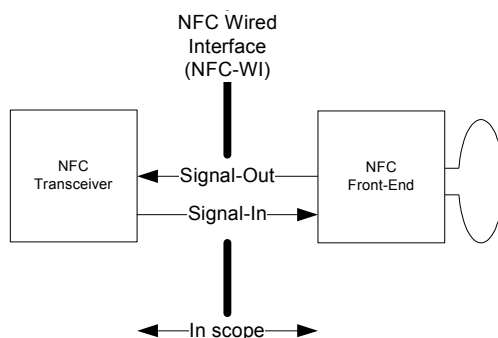 NFC Wired
Interface
(NFC-WI)
NFC
Transceiver
Signal-Out
Signal-In
NFC
Front-End
In scope